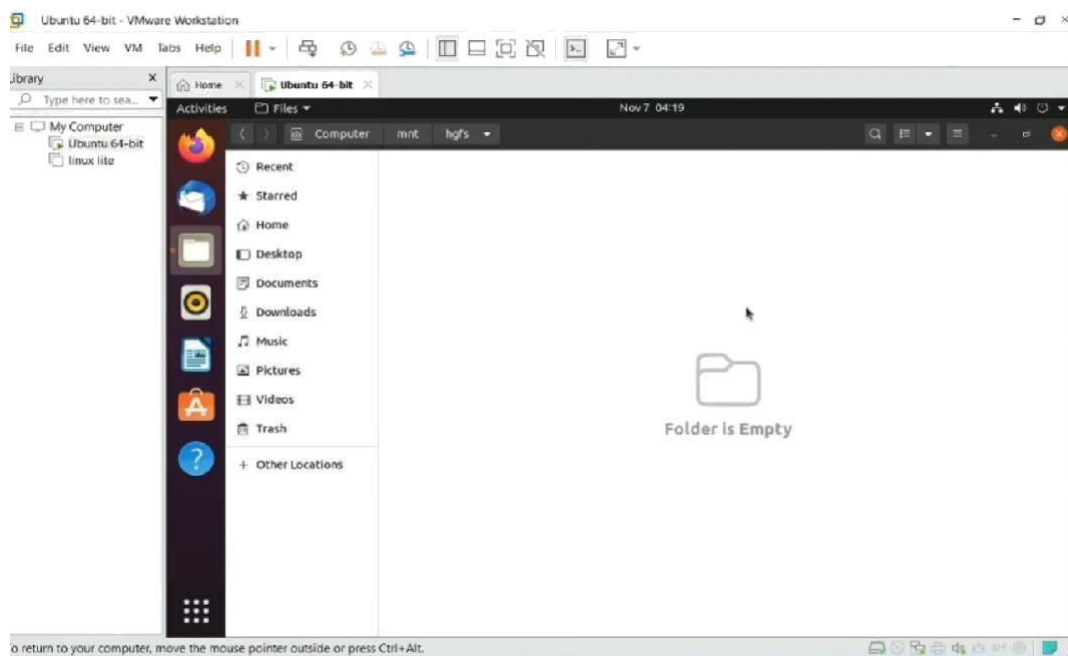 Ubuntu 64-bit - VMware Workstation
File Edit View VM Tabs Help
Library
Home
Ubuntu 64-bit
Type here to sea...
Activities
Files
Nov 7 04:19
My Computer
Ubuntu 64-bit
linux lite
Computer mnt hgfs
Recent
Starred
Home
Desktop
Documents
Downloads
Music
Pictures
Videos
Trash
Other Locations
Folder is Empty
o return to your computer, move the mouse pointer outside or press Ctrl+Alt.